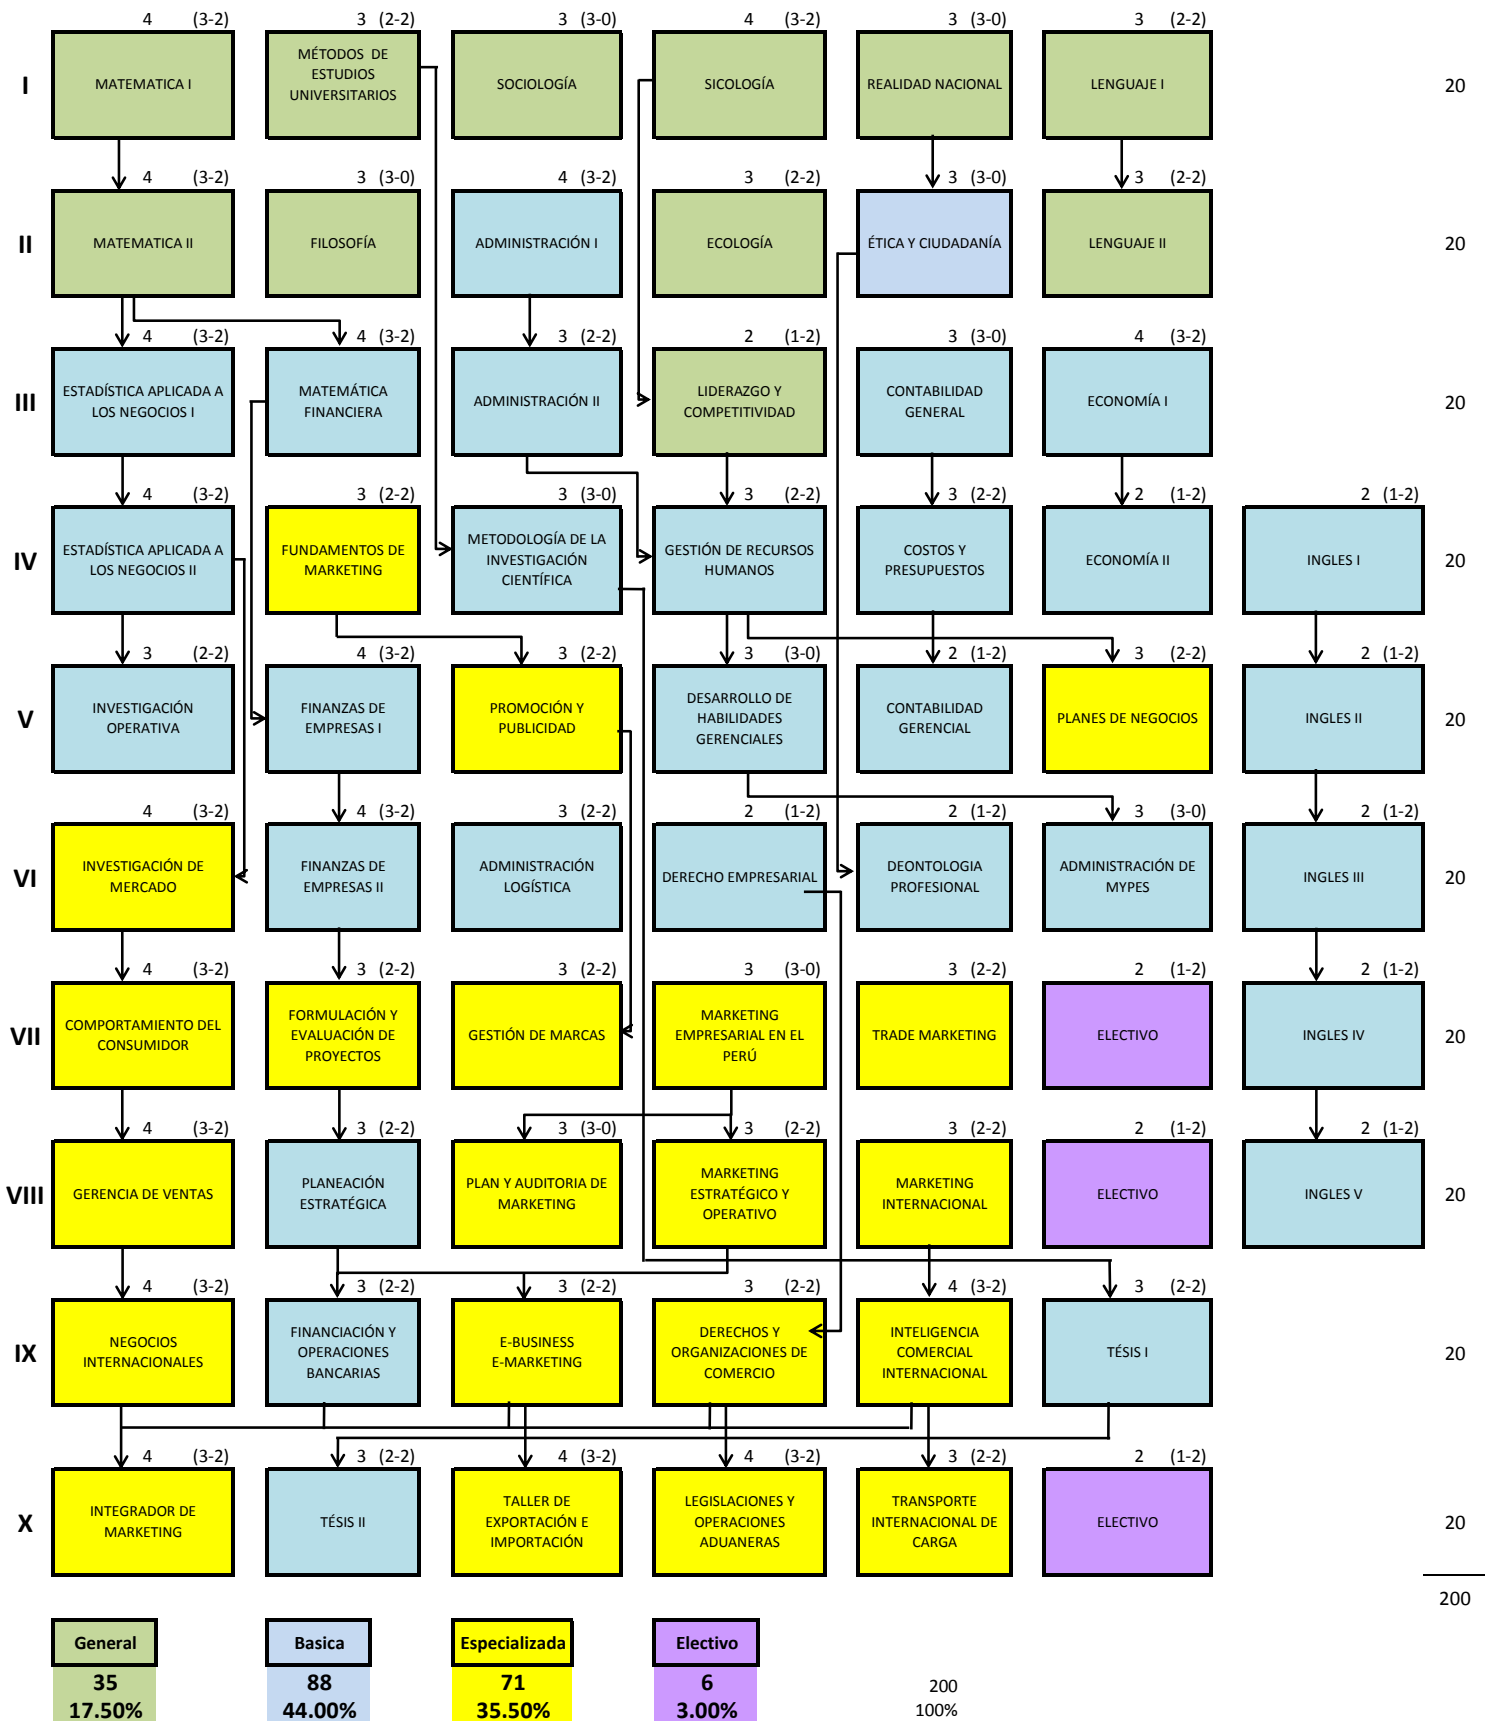 4 (3-2) 3 (2-2) 3 (3-0) 4 (3-2) 3 (3-0) 3 (2-2)
I
MATEMATICA I
MÉTODOS DE
ESTUDIOS
UNIVERSITARIOS
SOCIOLOGÍA
SICOLOGÍA
REALIDAD NACIONAL
LENGUAJE I
20
4 (3-2) 3 (3-0) 4 (3-2) 3 (2-2) 3 (3-0) 3 (2-2)
II
MATEMATICA II
FILOSOFÍA
ADMINISTRACIÓN I
ECOLOGÍA
ÉTICA Y CIUDADANÍA
LENGUAJE II
20
4 (3-2) 4 (3-2) 3 (2-2) 2 (1-2) 3 (3-0) 4 (3-2)
III
ESTADÍSTICA APLICADA A
LOS NEGOCIOS I
MATEMÁTICA
FINANCIERA
ADMINISTRACIÓN II
LIDERAZGO Y
COMPETITIVIDAD
CONTABILIDAD
GENERAL
ECONOMÍA I
20
4 (3-2) 3 (2-2) 3 (3-0) 3 (2-2) 3 (2-2) 2 (1-2) 2 (1-2)
IV
ESTADÍSTICA APLICADA A
LOS NEGOCIOS II
FUNDAMENTOS DE
MARKETING
METODOLOGÍA DE LA
INVESTIGACIÓN
CIENTÍFICA
GESTIÓN DE RECURSOS
HUMANOS
COSTOS Y
PRESUPUESTOS
ECONOMÍA II
INGLES I
20
3 (2-2) 4 (3-2) 3 (2-2) 3 (3-0) 2 (1-2) 3 (2-2) 2 (1-2)
V
INVESTIGACIÓN
OPERATIVA
FINANZAS DE
EMPRESAS I
PROMOCIÓN Y
PUBLICIDAD
DESARROLLO DE
HABILIDADES
GERENCIALES
CONTABILIDAD
GERENCIAL
PLANES DE NEGOCIOS
INGLES II
20
4 (3-2) 4 (3-2) 3 (2-2) 2 (1-2) 2 (1-2) 3 (3-0) 2 (1-2)
VI
INVESTIGACIÓN DE
MERCADO
FINANZAS DE
EMPRESAS II
ADMINISTRACIÓN
LOGÍSTICA
DERECHO EMPRESARIAL
DEONTOLOGIA
PROFESIONAL
ADMINISTRACIÓN DE
MYPES
INGLES III
20
4 (3-2) 3 (2-2) 3 (2-2) 3 (3-0) 3 (2-2) 2 (1-2) 2 (1-2)
VII
COMPORTAMIENTO DEL
CONSUMIDOR
FORMULACIÓN Y
EVALUACIÓN DE
PROYECTOS
GESTIÓN DE MARCAS
MARKETING
EMPRESARIAL EN EL
PERÚ
TRADE MARKETING
ELECTIVO
INGLES IV
20
4 (3-2) 3 (2-2) 3 (3-0) 3 (2-2) 3 (2-2) 2 (1-2) 2 (1-2)
VIII
GERENCIA DE VENTAS
PLANEACIÓN
ESTRATÉGICA
PLAN Y AUDITORIA DE
MARKETING
MARKETING
ESTRATÉGICO Y
OPERATIVO
MARKETING
INTERNACIONAL
ELECTIVO
INGLES V
20
4 (3-2) 3 (2-2) 3 (2-2) 3 (2-2) 4 (3-2) 3 (2-2)
IX
NEGOCIOS
INTERNACIONALES
FINANCIACIÓN Y
OPERACIONES
BANCARIAS
E-BUSINESS
E-MARKETING
DERECHOS Y
ORGANIZACIONES DE
COMERCIO
INTELIGENCIA
COMERCIAL
INTERNACIONAL
TÉSIS I
20
4 (3-2) 3 (2-2) 4 (3-2) 4 (3-2) 3 (2-2) 2 (1-2)
X
INTEGRADOR DE
MARKETING
TÉSIS II
TALLER DE
EXPORTACIÓN E
IMPORTACIÓN
LEGISLACIONES Y
OPERACIONES
ADUANERAS
TRANSPORTE
INTERNACIONAL DE
CARGA
ELECTIVO
20
200
General Basica Especializada Electivo
35 88 71 6 200
17.50% 44.00% 35.50% 3.00% 100%